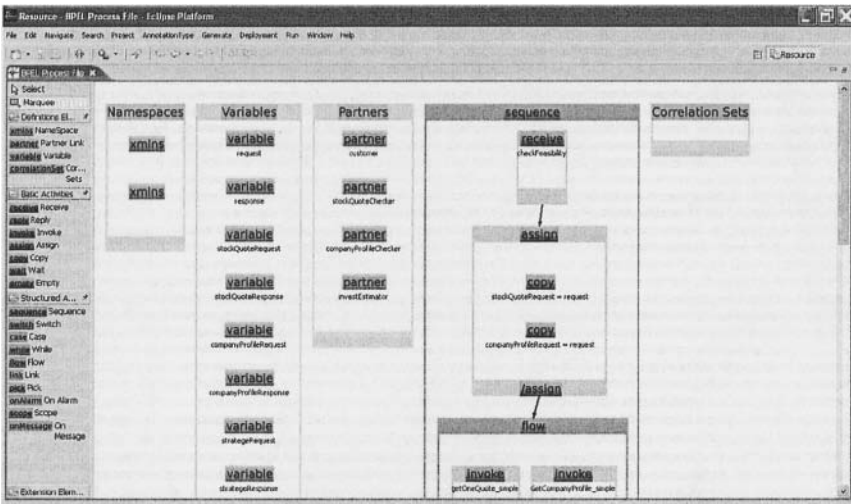 Resource - BPEL Process File - Eclipse Platform
File Edit Navigate Search Project AnnotationType Generate Deployment Run Window Help
Resource
BPEL Process File
Select
Marquee
Definitions El...
xmlns NameSpace
partner Partner Link
variable Variable
correlationSet Cor...
Sets
Basic Activities
receive Receive
reply Reply
invoke Invoke
assign Assign
copy Copy
wait Wait
empty Empty
Structured A...
sequence Sequence
switch Switch
case Case
while While
flow Flow
link Link
pick Pick
onAlarm On Alarm
scope Scope
onMessage On
Message
Extension Elem...
Namespaces
xmlns
xmlns
Variables
variable
request
variable
response
variable
stockQuoteRequest
variable
stockQuoteResponse
variable
companyProfileRequest
variable
companyProfileResponse
variable
strategeRequest
variable
strategeResponse
Partners
partner
customer
partner
stockQuoteChecker
partner
companyProfileChecker
partner
investEstimator
sequence
receive
checkFeasibility
assign
copy
stockQuoteRequest = request
copy
companyProfileRequest = request
/assign
flow
invoke
getOneQuote_simple
invoke
GetCompanyProfile_simple
Correlation Sets